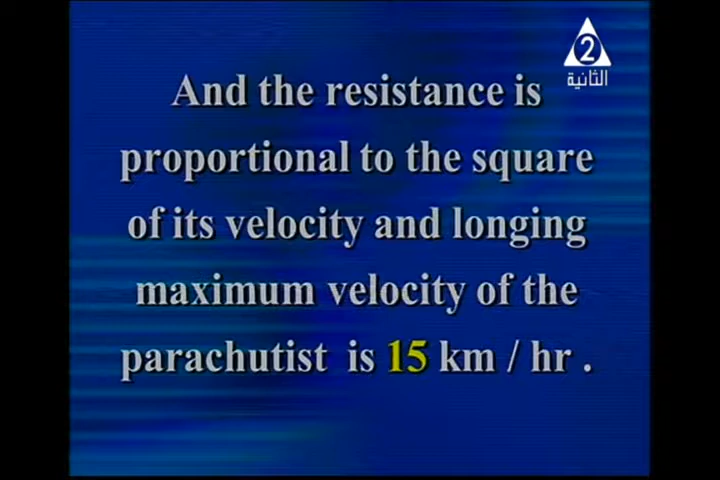 2
الثانية
And the resistance is
proportional to the square
of its velocity and longing
maximum velocity of the
parachutist is 15 km / hr .